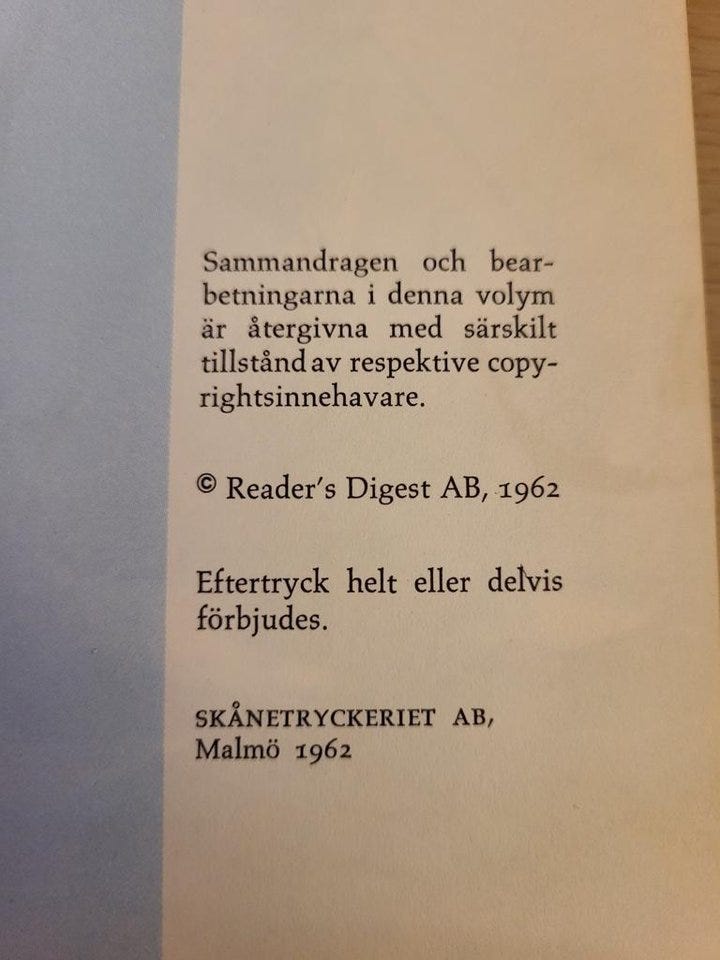 Sammandragen och bear-
betningarna i denna volym
är återgivna med särskilt
tillstånd av respektive copy-
rightsinnehavare.
© Reader's Digest AB, 1962
Eftertryck helt eller delvis
förbjudes.
SKÅNETRYCKERIET AB,
Malmö 1962